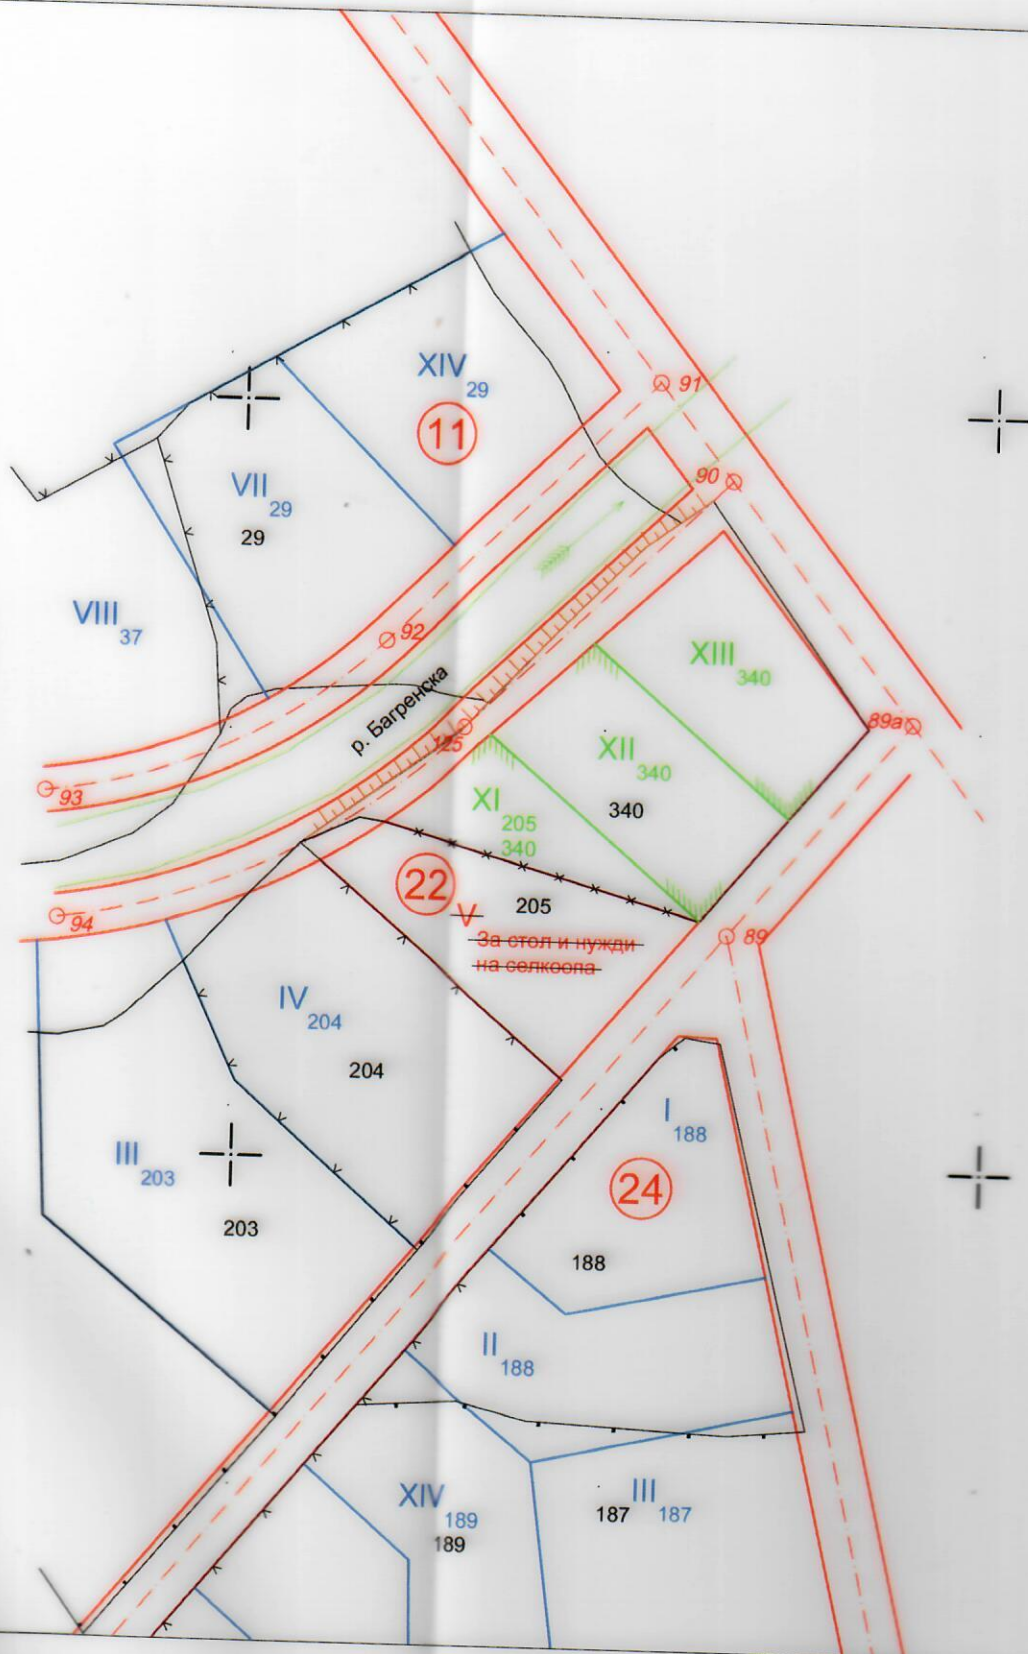 XIV 29
11
91
90
VII 29
29
VIII 37
92
XIII 340
р. Багренска
125
89a
XII 340
340
93
XI 205
340
22
205
V
За стол и нужди
на селкоопа
94
89
IV 204
204
I 188
III 203
24
203
188
II 188
XIV 189
189
187
III 187